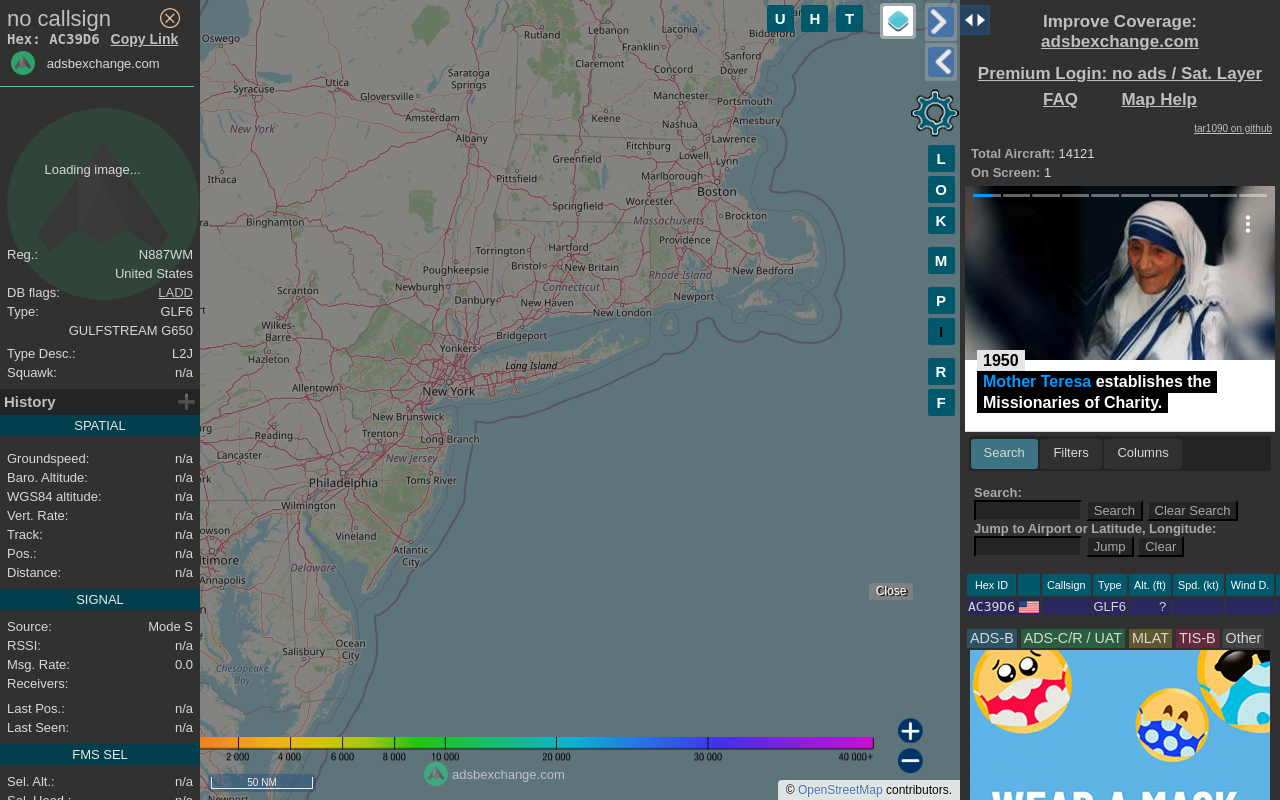 no callsign
Hex: AC39D6 Copy Link
adsbexchange.com
Loading image...
Reg.: N887WM
United States
DB flags: LADD
Type: GLF6
GULFSTREAM G650
Type Desc.: L2J
Squawk: n/a
History
SPATIAL
Groundspeed: n/a
Baro. Altitude: n/a
WGS84 altitude: n/a
Vert. Rate: n/a
Track: n/a
Pos.: n/a
Distance: n/a
SIGNAL
Source: Mode S
RSSI: n/a
Msg. Rate: 0.0
Receivers:
Last Pos.: n/a
Last Seen: n/a
FMS SEL
Sel. Alt.: n/a
Sel. Head.: n/a
U H T
L
O
K
M
P
I
R
F
Oswego
Rutland
Lebanon
Laconia
Biddeford
Franklin
Sanford
Claremont
Concord
Dover
Saratoga
Springs
Utica
Syracuse
Gloversville
Manchester
Portsmouth
Amsterdam
Keene
Nashua
Amesbury
New York
Albany
Fitchburg
Lawrence
Greenfield
Lowell
Lynn
Ithaca
Pittsfield
Marlborough
Boston
Springfield
Worcester
Binghamton
Massachusetts
Brockton
Torrington
Hartford
Providence
Poughkeepsie
Bristol
New Britain
New Bedford
Rhode Island
Scranton
Newburgh
Connecticut
Danbury
New Haven
Newport
New London
Wilkes-
Barre
Bridgeport
Hazleton
Yonkers
Long Island
Allentown
New York
New Brunswick
Reading
Trenton
Long Branch
Lancaster
New Jersey
Philadelphia
Toms River
Wilmington
Vineland
Atlantic
City
Delaware
Annapolis
Salisbury
Ocean
City
Chesapeake
Bay
Newport
Close
2 000 4 000 6 000 8 000 10 000 20 000 30 000 40 000+
adsbexchange.com
50 NM
© OpenStreetMap contributors.
Improve Coverage:
adsbexchange.com
Premium Login: no ads / Sat. Layer
FAQ Map Help
tar1090 on github
Total Aircraft: 14121
On Screen: 1
1950
Mother Teresa establishes the
Missionaries of Charity.
Search Filters Columns
Search:
Search Clear Search
Jump to Airport or Latitude, Longitude:
Jump Clear
Hex ID Callsign Type Alt. (ft) Spd. (kt) Wind D.
AC39D6 GLF6 ?
ADS-B ADS-C/R / UAT MLAT TIS-B Other
WEAR A MASK